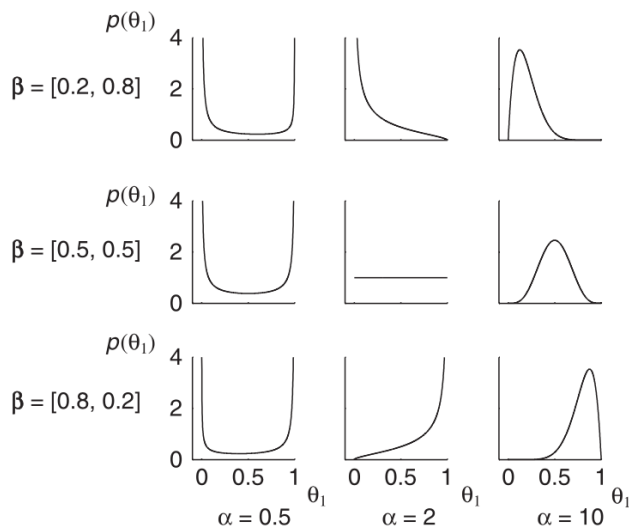 p(θ₁)
4
β = [0.2, 0.8]
2
0
p(θ₁)
4
β = [0.5, 0.5]
2
0
p(θ₁)
4
β = [0.8, 0.2]
2
0
0 0.5 1 θ₁ 0 0.5 1 θ₁ 0 0.5 1 θ₁
α = 0.5 α = 2 α = 10